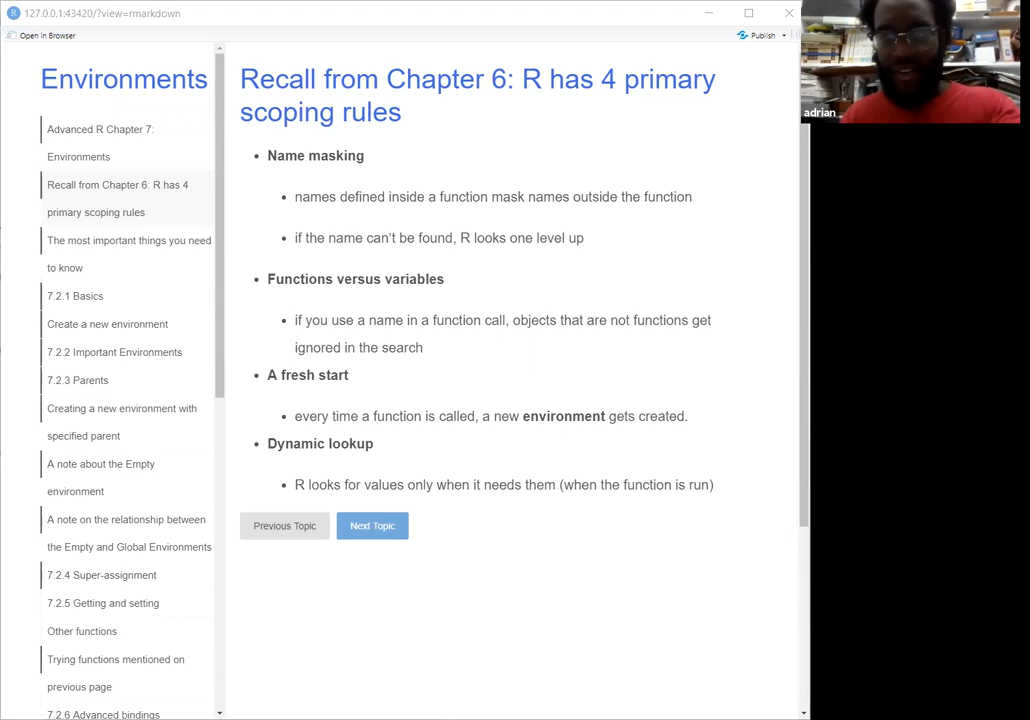 127.0.0.1:43420/?view=rmarkdown
Open in Browser
Publish
Environments
Advanced R Chapter 7:
Environments
Recall from Chapter 6: R has 4
primary scoping rules
The most important things you need
to know
7.2.1 Basics
Create a new environment
7.2.2 Important Environments
7.2.3 Parents
Creating a new environment with
specified parent
A note about the Empty
environment
A note on the relationship between
the Empty and Global Environments
7.2.4 Super-assignment
7.2.5 Getting and setting
Other functions
Trying functions mentioned on
previous page
7.2.6 Advanced bindings
Recall from Chapter 6: R has 4 primary
scoping rules
• Name masking
• names defined inside a function mask names outside the function
• if the name can’t be found, R looks one level up
• Functions versus variables
• if you use a name in a function call, objects that are not functions get
ignored in the search
• A fresh start
• every time a function is called, a new environment gets created.
• Dynamic lookup
• R looks for values only when it needs them (when the function is run)
Previous Topic
Next Topic
adrian